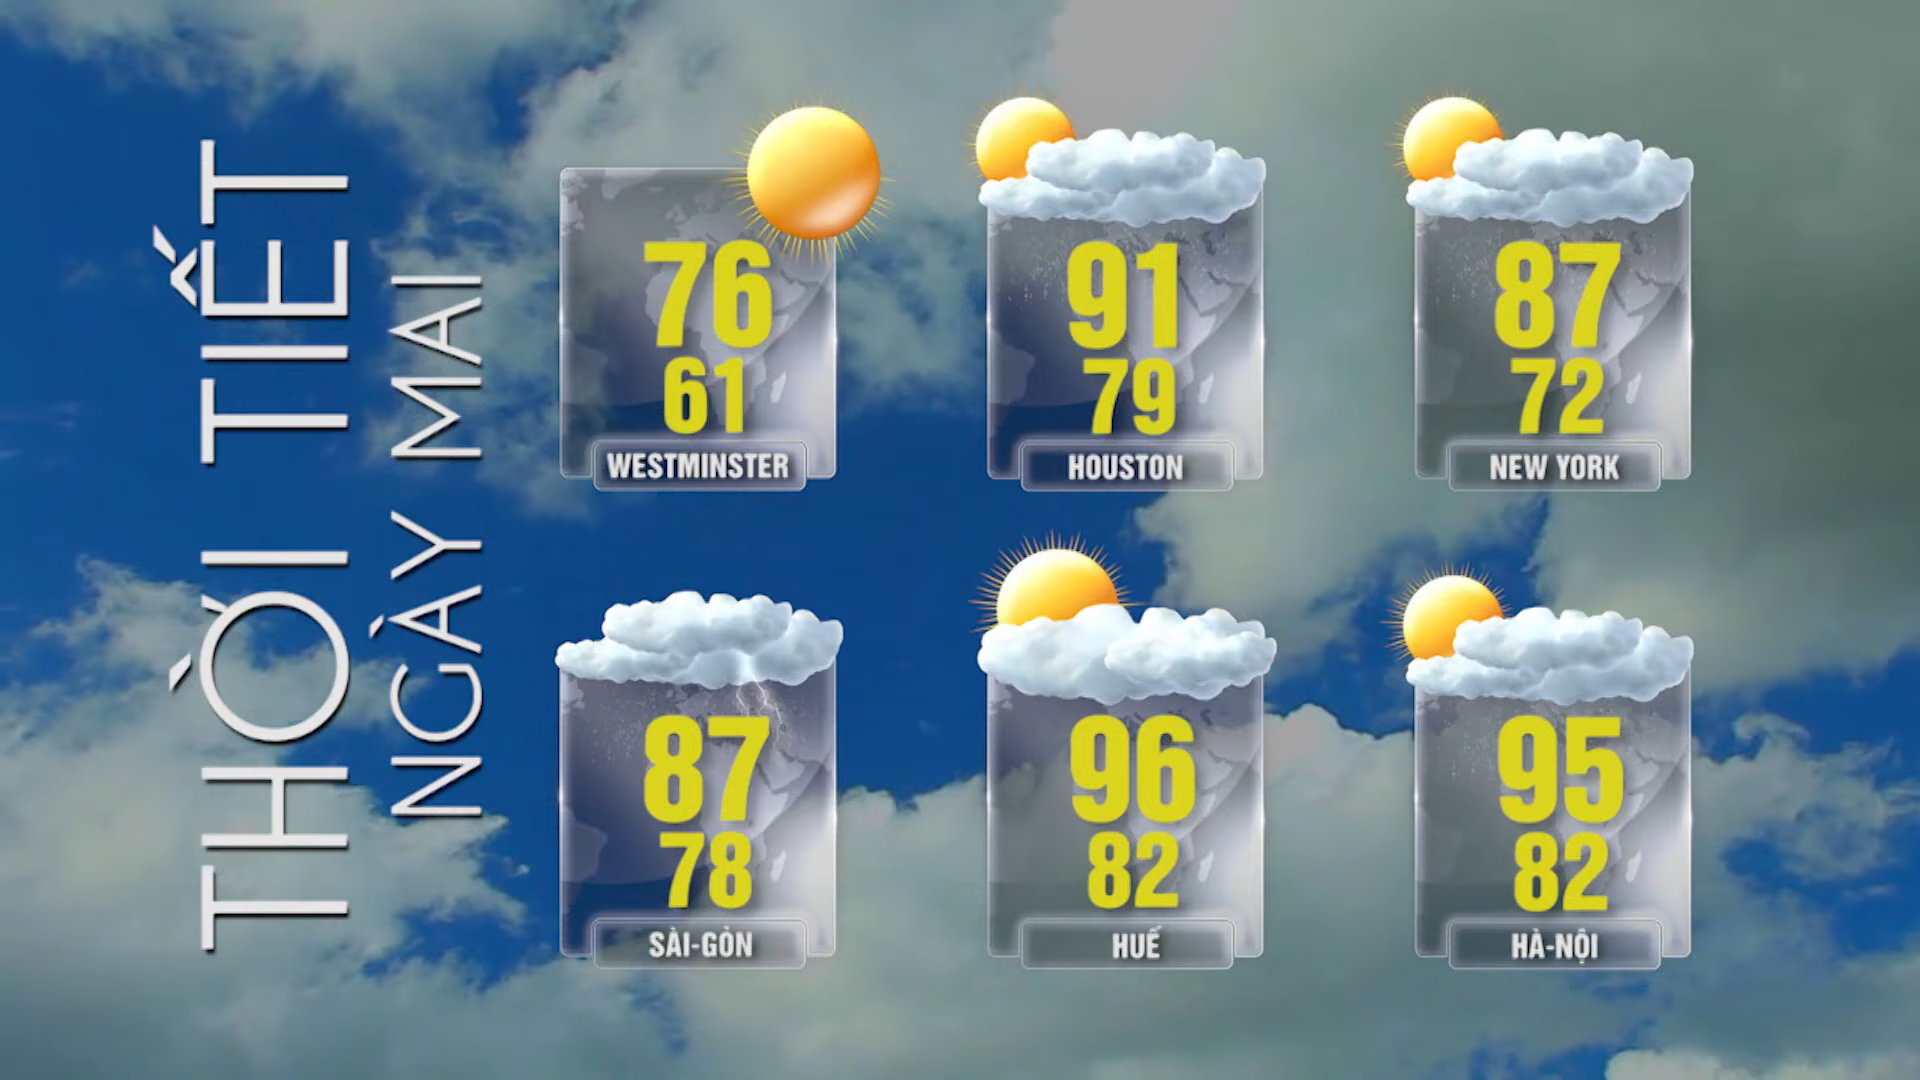 THỜI TIẾT
NGÀY MAI
76
61
WESTMINSTER
91
79
HOUSTON
87
72
NEW YORK
87
78
SÀI-GÒN
96
82
HUẾ
95
82
HÀ-NỘI